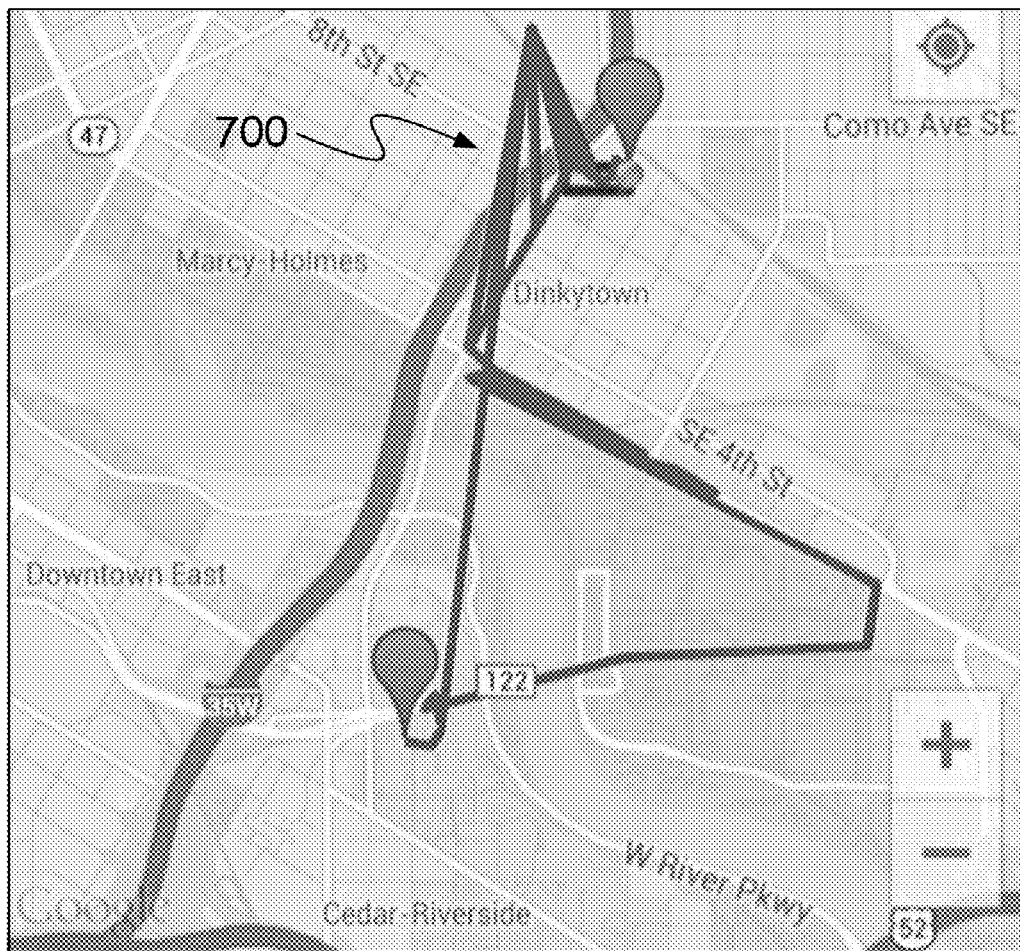 8th St SE
Como Ave SE
47
700
Marcy-Holmes
Dinkytown
SE 4th St
Downtown East
122
35W
W River Pkwy
Google
Cedar-Riverside
52